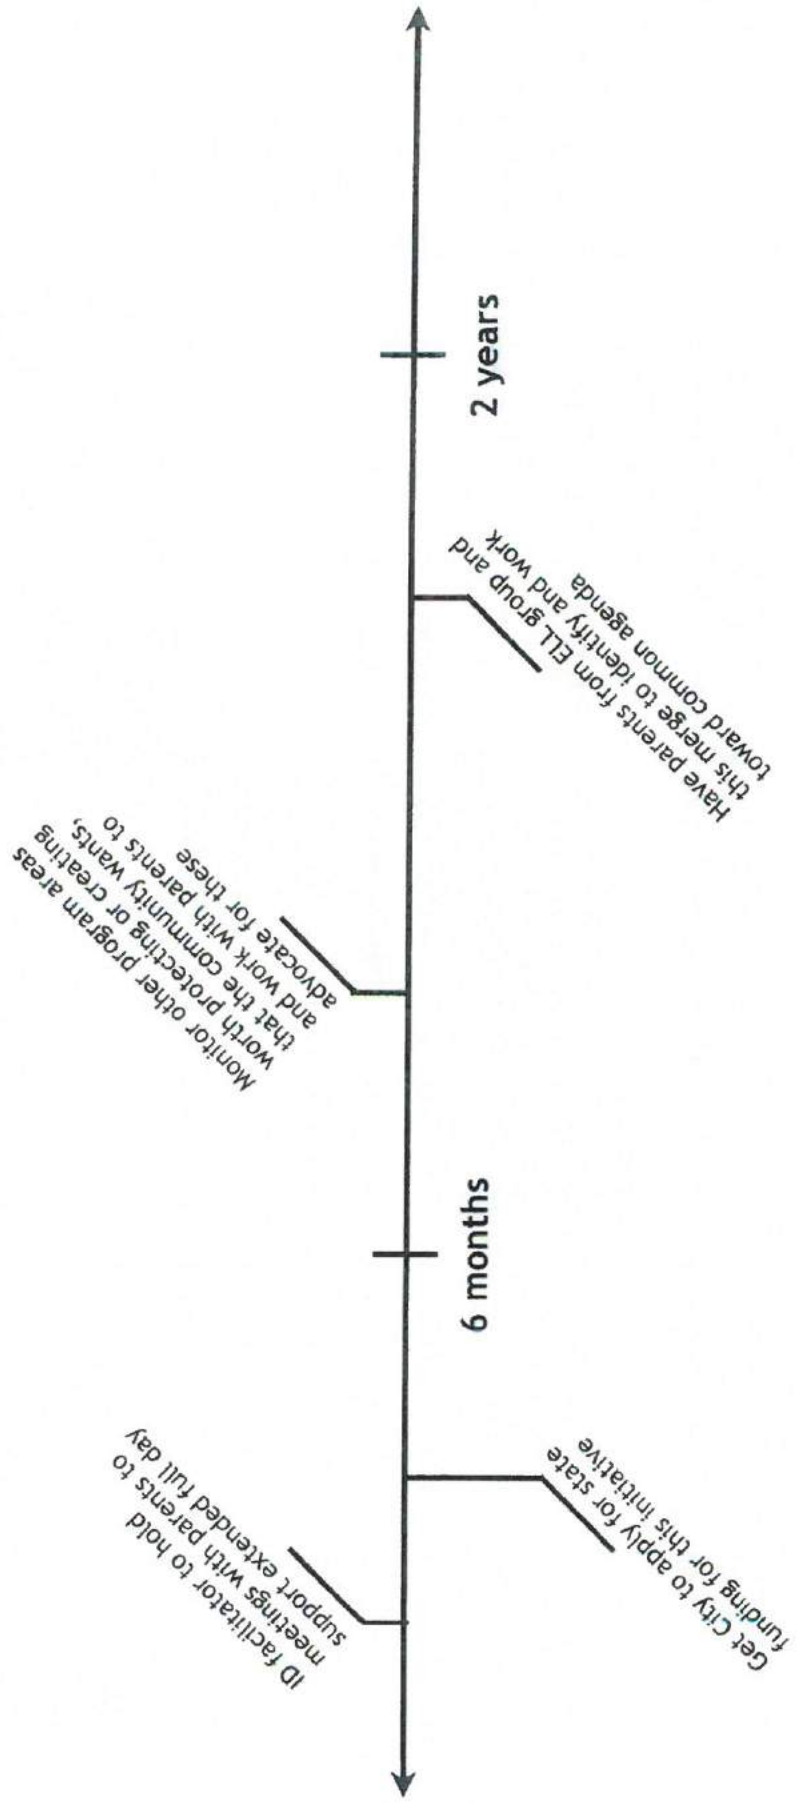 ID facilitator to hold
meetings with parents to
support extended full day
Get City to apply for state
funding for this initiative
6 months
Monitor other program areas
worth protecting or creating
that the community wants,
and work with parents to
advocate for these
Have parents from ELL group and
this merge to identify and work
toward common agenda
2 years